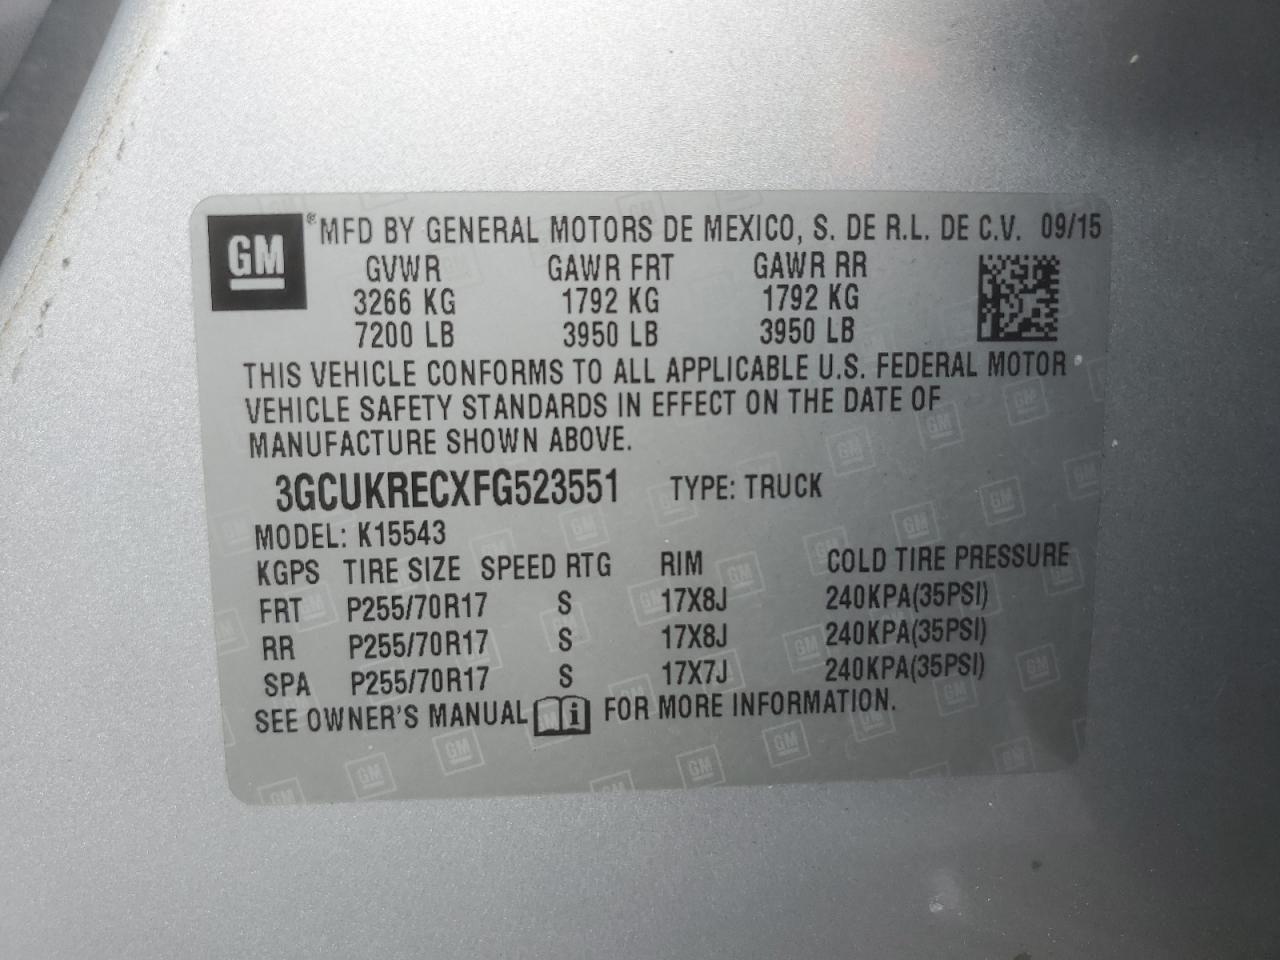 GM ® MFD BY GENERAL MOTORS DE MEXICO, S. DE R.L. DE C.V. 09/15
GVWR GAWR FRT GAWR RR
3266 KG 1792 KG 1792 KG
7200 LB 3950 LB 3950 LB
THIS VEHICLE CONFORMS TO ALL APPLICABLE U.S. FEDERAL MOTOR
VEHICLE SAFETY STANDARDS IN EFFECT ON THE DATE OF
MANUFACTURE SHOWN ABOVE.
3GCUKRECXFG523551 TYPE: TRUCK
MODEL: K15543
KGPS TIRE SIZE SPEED RTG RIM COLD TIRE PRESSURE
FRT P255/70R17 S 17X8J 240KPA(35PSI)
RR P255/70R17 S 17X8J 240KPA(35PSI)
SPA P255/70R17 S 17X7J 240KPA(35PSI)
SEE OWNER'S MANUAL i FOR MORE INFORMATION.